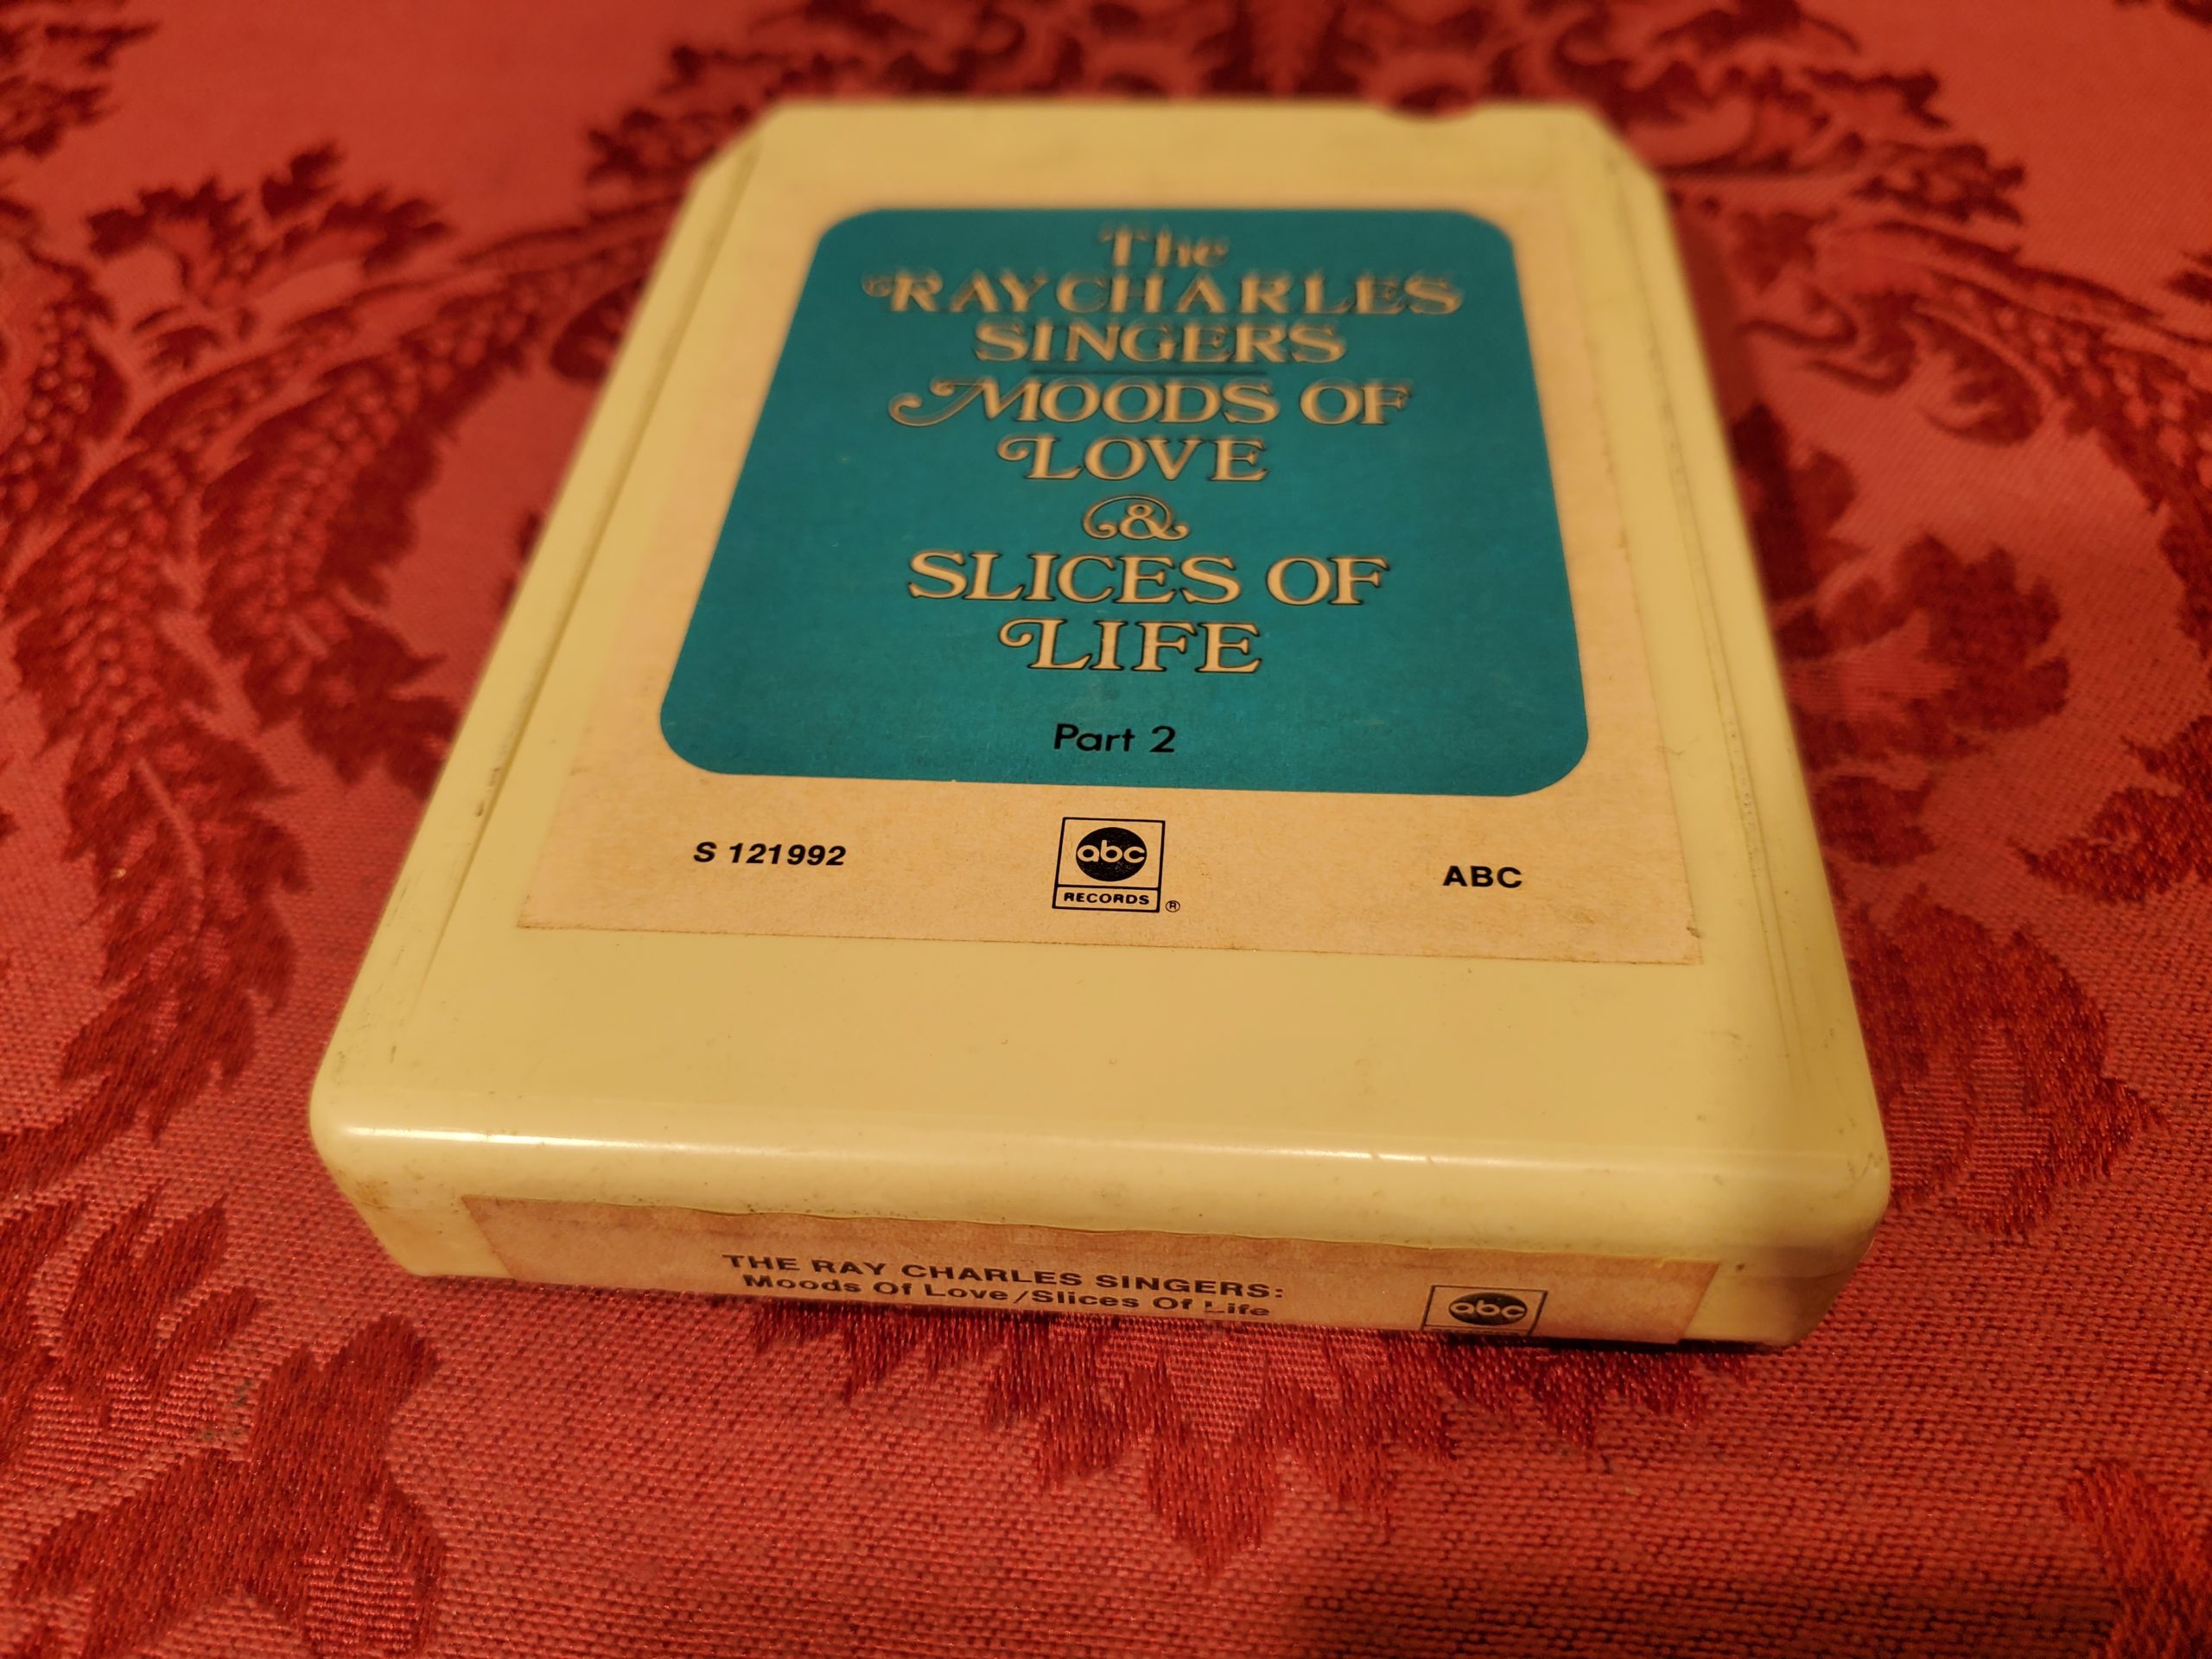 The
RAY CHARLES
SINGERS
MOODS OF
LOVE
&
SLICES OF
LIFE
Part 2
S 121992
abc
RECORDS ®
ABC
THE RAY CHARLES SINGERS:
Moods Of Love/Slices Of Life
abc